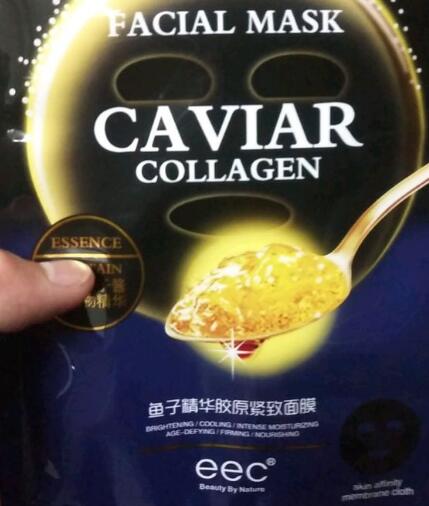 FACIAL MASK
CAVIAR
COLLAGEN
ESSENCE
鱼子精华胶原紧致面膜
BRIGHTENING / COOLING / INTENSE MOISTURIZING
AGE-DEFYING / FIRMING / NOURISHING
eec®
Beauty By Nature
skin affinity
membrane cloth